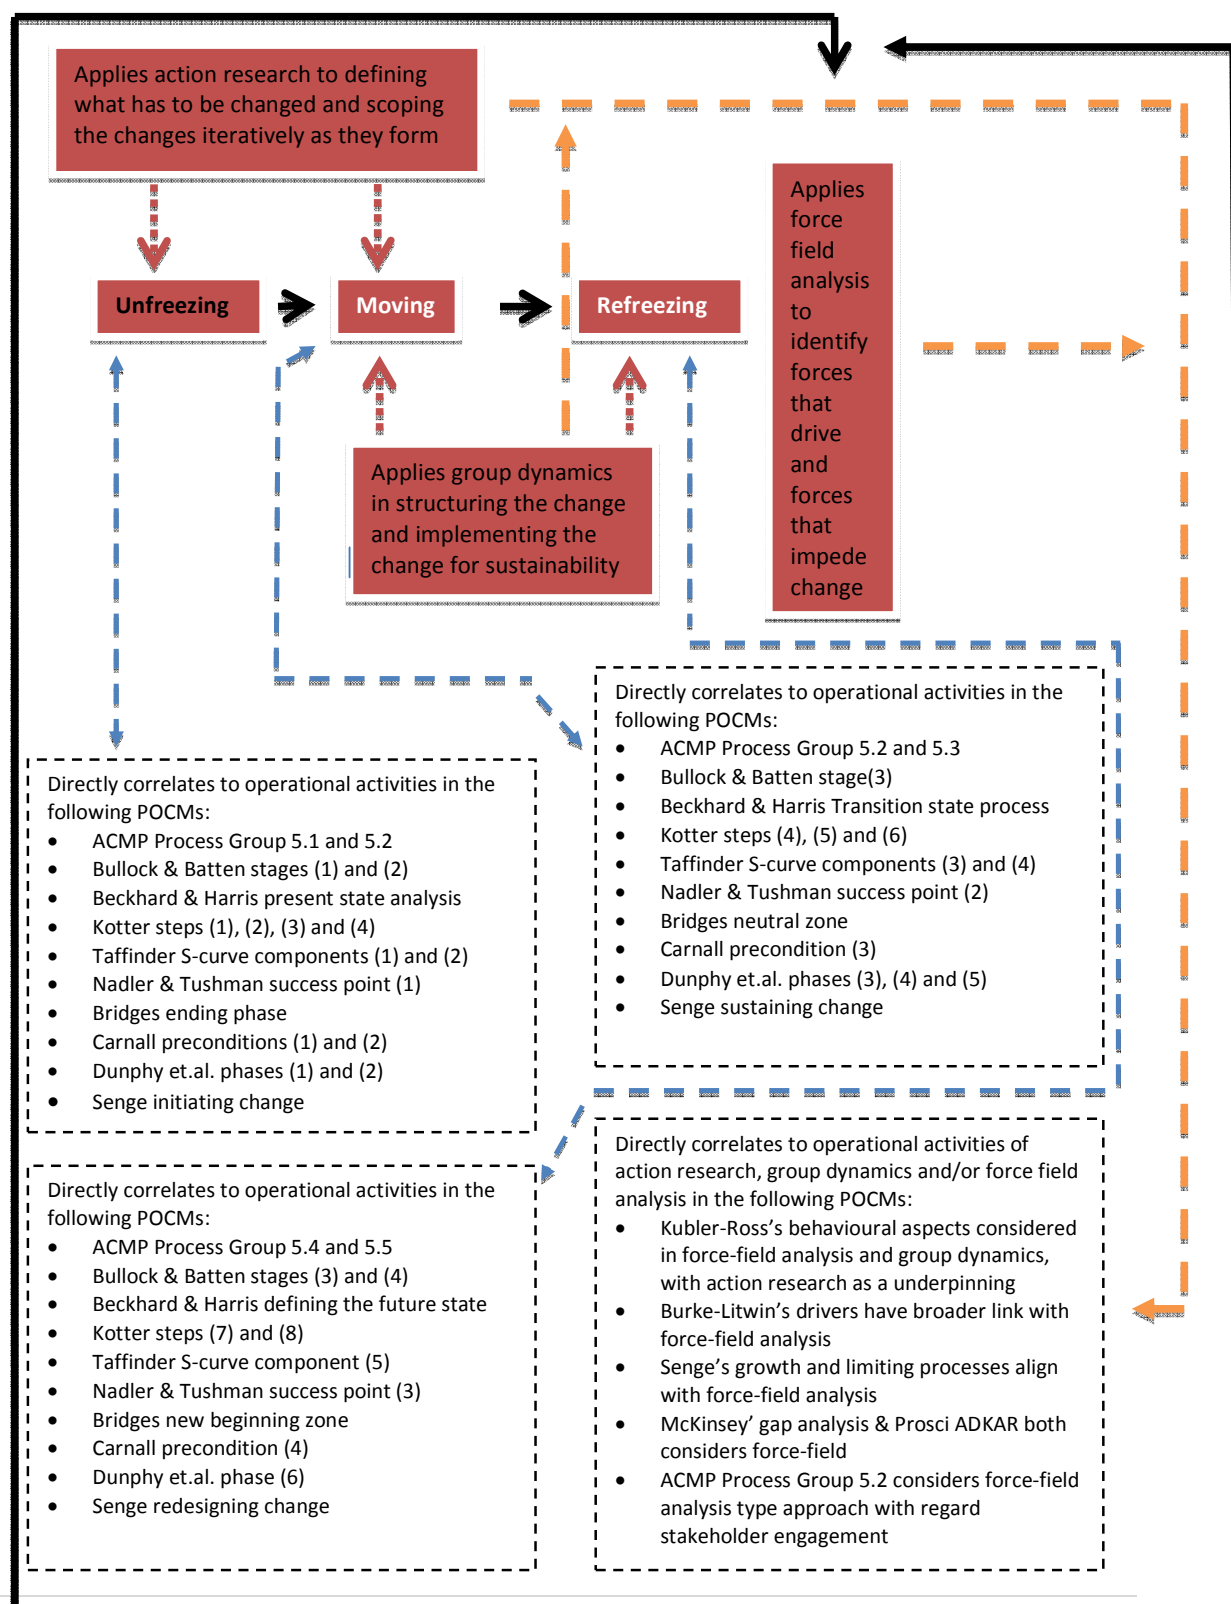 Applies action research to defining
what has to be changed and scoping
the changes iteratively as they form
Unfreezing
Moving
Refreezing
Applies
force
field
analysis
to
identify
forces
that
drive
and
forces
that
impede
change
Applies group dynamics
in structuring the change
and implementing the
change for sustainability
Directly correlates to operational activities in the
following POCMs:
• ACMP Process Group 5.2 and 5.3
• Bullock & Batten stage(3)
• Beckhard & Harris Transition state process
• Kotter steps (4), (5) and (6)
• Taffinder S-curve components (3) and (4)
• Nadler & Tushman success point (2)
• Bridges neutral zone
• Carnall precondition (3)
• Dunphy et.al. phases (3), (4) and (5)
• Senge sustaining change
Directly correlates to operational activities in the
following POCMs:
• ACMP Process Group 5.1 and 5.2
• Bullock & Batten stages (1) and (2)
• Beckhard & Harris present state analysis
• Kotter steps (1), (2), (3) and (4)
• Taffinder S-curve components (1) and (2)
• Nadler & Tushman success point (1)
• Bridges ending phase
• Carnall preconditions (1) and (2)
• Dunphy et.al. phases (1) and (2)
• Senge initiating change
Directly correlates to operational activities in the
following POCMs:
• ACMP Process Group 5.4 and 5.5
• Bullock & Batten stages (3) and (4)
• Beckhard & Harris defining the future state
• Kotter steps (7) and (8)
• Taffinder S-curve component (5)
• Nadler & Tushman success point (3)
• Bridges new beginning zone
• Carnall precondition (4)
• Dunphy et.al. phase (6)
• Senge redesigning change
Directly correlates to operational activities of
action research, group dynamics and/or force field
analysis in the following POCMs:
• Kubler-Ross’s behavioural aspects considered
in force-field analysis and group dynamics,
with action research as a underpinning
• Burke-Litwin’s drivers have broader link with
force-field analysis
• Senge’s growth and limiting processes align
with force-field analysis
• McKinsey’ gap analysis & Prosci ADKAR both
considers force-field
• ACMP Process Group 5.2 considers force-field
analysis type approach with regard
stakeholder engagement